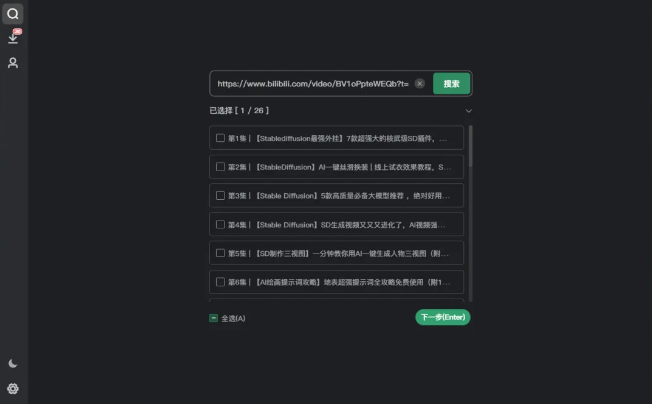 https://www.bilibili.com/video/BV1oPpteWEQb?t=
搜索
已选择 [ 1 / 26 ]
第1集 | 【Stablediffusion最强外挂】7款超强大的核武级SD插件，...
第2集 | 【StableDiffusion】AI一键丝滑换装 | 线上试衣效果教程，S...
第3集 | 【Stable Diffusion】5款高质量必备大模型推荐 ，绝对好用...
第4集 | 【Stable Diffusion】SD生成视频又又又进化了，AI视频强...
第5集 | 【SD制作三视图】一分钟教你用AI一键生成人物三视图（附...
第6集 | 【AI绘画提示词攻略】地表超强提示词全攻略免费使用（附1...
全选(A)
下一步(Enter)